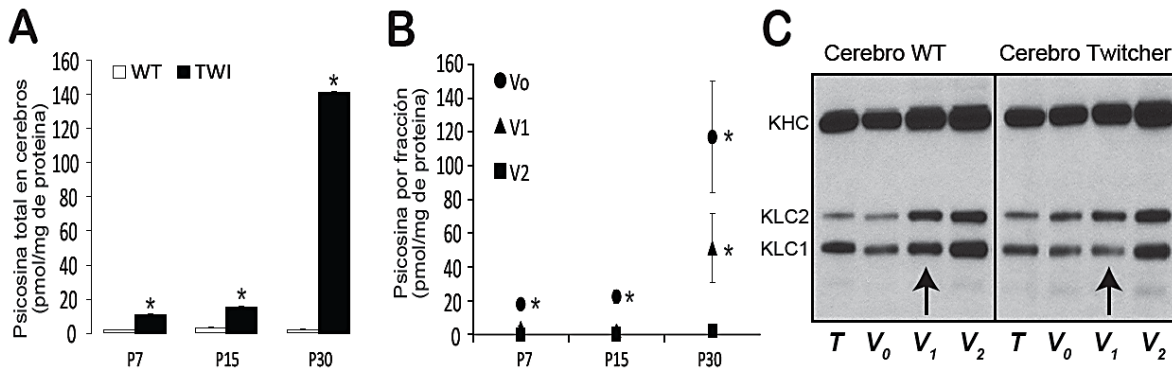 A
Psicosina total en cerebros
(pmol/mg de proteina)
160
140
120
100
80
60
40
20
0
WT TWI
*
*
*
P7 P15 P30
B
Psicosina por fracción
(pmol/mg de proteina)
160
140
120
100
80
60
40
20
0
Vo
V1
V2
*
*
*
*
P7 P15 P30
C
Cerebro WT Cerebro Twitcher
KHC
KLC2
KLC1
T V0 V1 V2 T V0 V1 V2